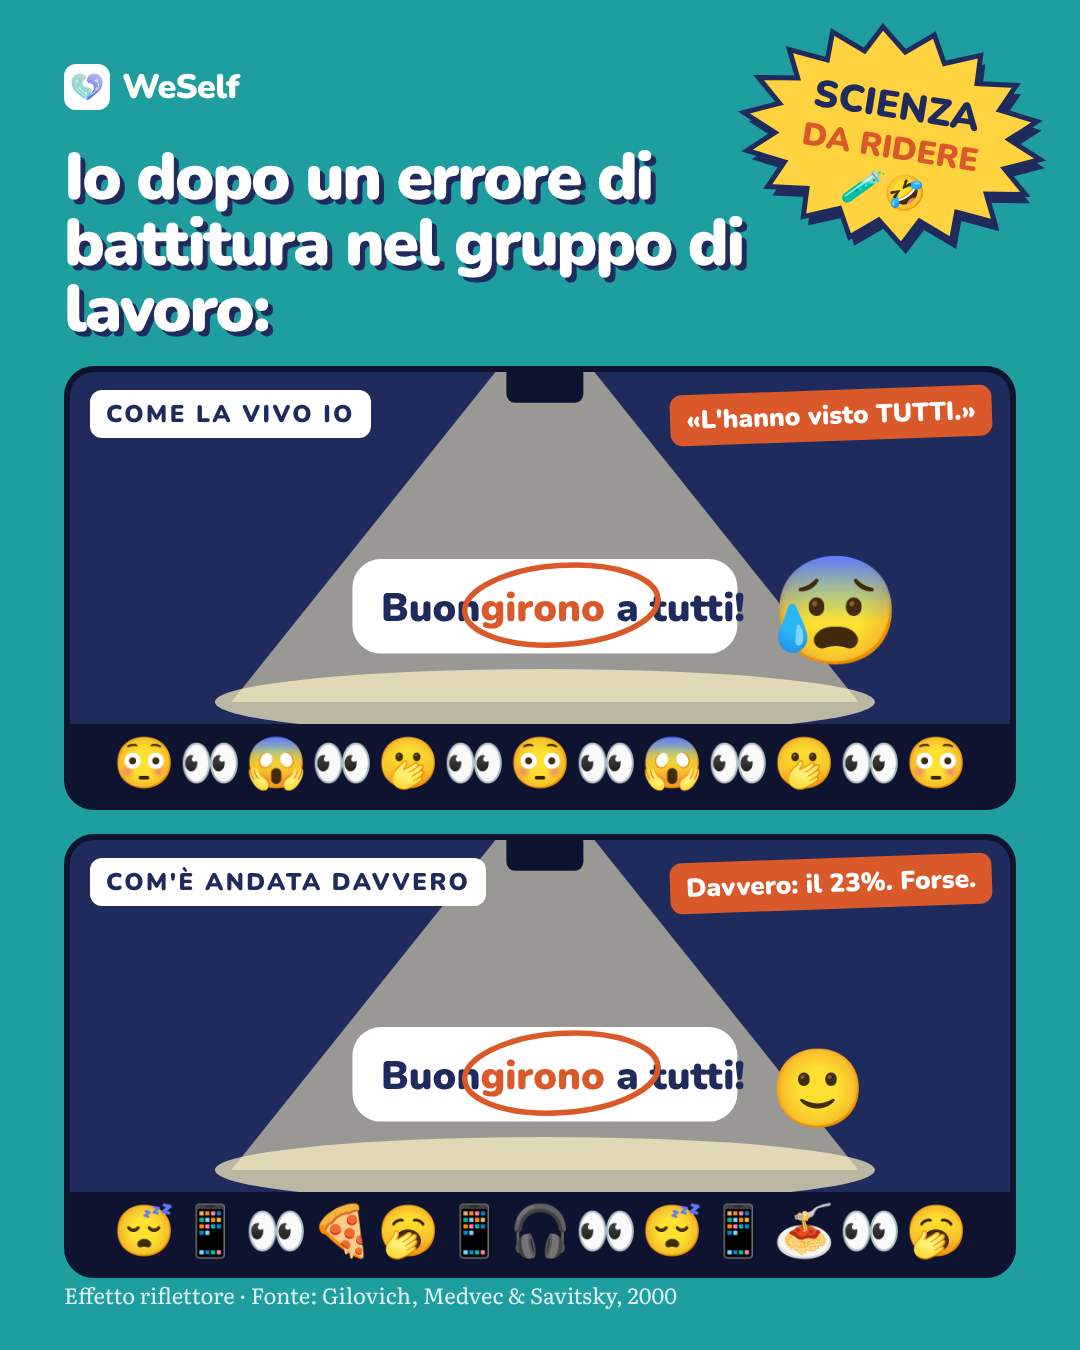 WeSelf
SCIENZA
DA RIDERE
Io dopo un errore di
battitura nel gruppo di
lavoro:
COME LA VIVO IO
«L'hanno visto TUTTI.»
Buongirono a tutti!
COM'È ANDATA DAVVERO
Davvero: il 23%. Forse.
Buongirono a tutti!
Effetto riflettore · Fonte: Gilovich, Medvec & Savitsky, 2000